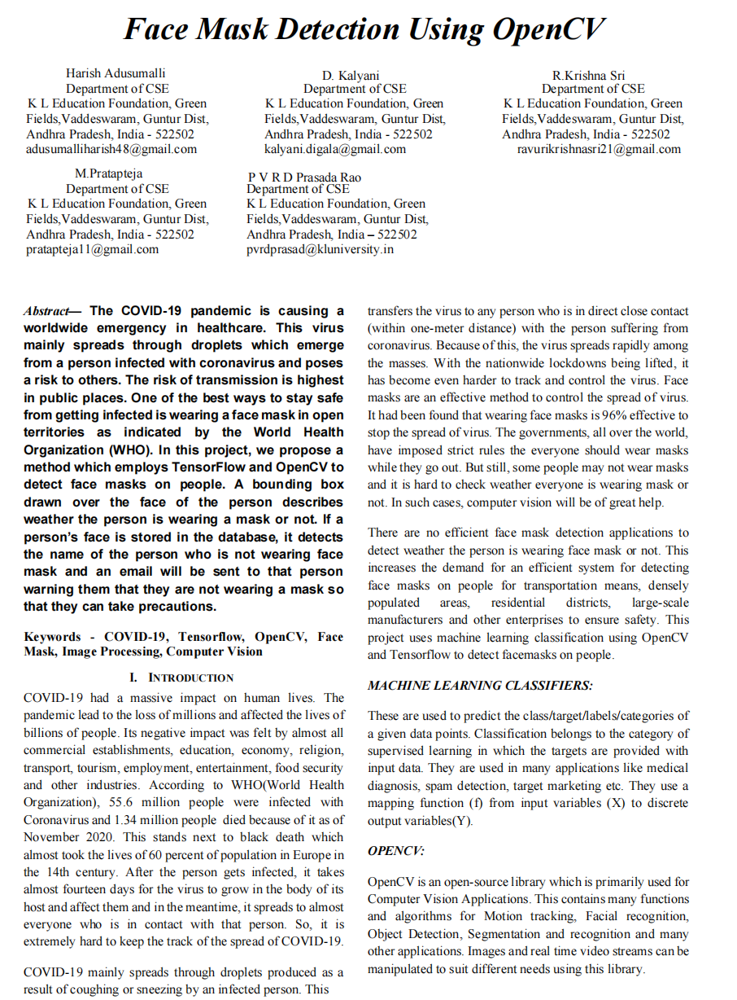 Face Mask Detection Using OpenCV
Harish Adusumalli
Department of CSE
K L Education Foundation, Green
Fields,Vaddeswaram, Guntur Dist,
Andhra Pradesh, India - 522502
adusumalliharish48@gmail.com
D. Kalyani
Department of CSE
K L Education Foundation, Green
Fields,Vaddeswaram, Guntur Dist,
Andhra Pradesh, India - 522502
kalyani.digala@gmail.com
R.Krishna Sri
Department of CSE
K L Education Foundation, Green
Fields,Vaddeswaram, Guntur Dist,
Andhra Pradesh, India - 522502
ravurikrishnasri21@gmail.com
M.Pratapteja
Department of CSE
K L Education Foundation, Green
Fields,Vaddeswaram, Guntur Dist,
Andhra Pradesh, India - 522502
pratapteja11@gmail.com
P V R D Prasada Rao
Department of CSE
K L Education Foundation, Green
Fields,Vaddeswaram, Guntur Dist,
Andhra Pradesh, India – 522502
pvrdprasad@kluniversity.in
Abstract— The COVID-19 pandemic is causing a
worldwide emergency in healthcare. This virus
mainly spreads through droplets which emerge
from a person infected with coronavirus and poses
a risk to others. The risk of transmission is highest
in public places. One of the best ways to stay safe
from getting infected is wearing a face mask in open
territories as indicated by the World Health
Organization (WHO). In this project, we propose a
method which employs TensorFlow and OpenCV to
detect face masks on people. A bounding box
drawn over the face of the person describes
weather the person is wearing a mask or not. If a
person's face is stored in the database, it detects
the name of the person who is not wearing face
mask and an email will be sent to that person
warning them that they are not wearing a mask so
that they can take precautions.
Keywords - COVID-19, Tensorflow, OpenCV, Face
Mask, Image Processing, Computer Vision
I. INTRODUCTION
COVID-19 had a massive impact on human lives. The
pandemic lead to the loss of millions and affected the lives of
billions of people. Its negative impact was felt by almost all
commercial establishments, education, economy, religion,
transport, tourism, employment, entertainment, food security
and other industries. According to WHO(World Health
Organization), 55.6 million people were infected with
Coronavirus and 1.34 million people died because of it as of
November 2020. This stands next to black death which
almost took the lives of 60 percent of population in Europe in
the 14th century. After the person gets infected, it takes
almost fourteen days for the virus to grow in the body of its
host and affect them and in the meantime, it spreads to almost
everyone who is in contact with that person. So, it is
extremely hard to keep the track of the spread of COVID-19.
COVID-19 mainly spreads through droplets produced as a
result of coughing or sneezing by an infected person. This
transfers the virus to any person who is in direct close contact
(within one-meter distance) with the person suffering from
coronavirus. Because of this, the virus spreads rapidly among
the masses. With the nationwide lockdowns being lifted, it
has become even harder to track and control the virus. Face
masks are an effective method to control the spread of virus.
It had been found that wearing face masks is 96% effective to
stop the spread of virus. The governments, all over the world,
have imposed strict rules the everyone should wear masks
while they go out. But still, some people may not wear masks
and it is hard to check weather everyone is wearing mask or
not. In such cases, computer vision will be of great help.
There are no efficient face mask detection applications to
detect weather the person is wearing face mask or not. This
increases the demand for an efficient system for detecting
face masks on people for transportation means, densely
populated areas, residential districts, large-scale
manufacturers and other enterprises to ensure safety. This
project uses machine learning classification using OpenCV
and Tensorflow to detect facemasks on people.
MACHINE LEARNING CLASSIFIERS:
These are used to predict the class/target/labels/categories of
a given data points. Classification belongs to the category of
supervised learning in which the targets are provided with
input data. They are used in many applications like medical
diagnosis, spam detection, target marketing etc. They use a
mapping function (f) from input variables (X) to discrete
output variables(Y).
OPENCV:
OpenCV is an open-source library which is primarily used for
Computer Vision Applications. This contains many functions
and algorithms for Motion tracking, Facial recognition,
Object Detection, Segmentation and recognition and many
other applications. Images and real time video streams can be
manipulated to suit different needs using this library.